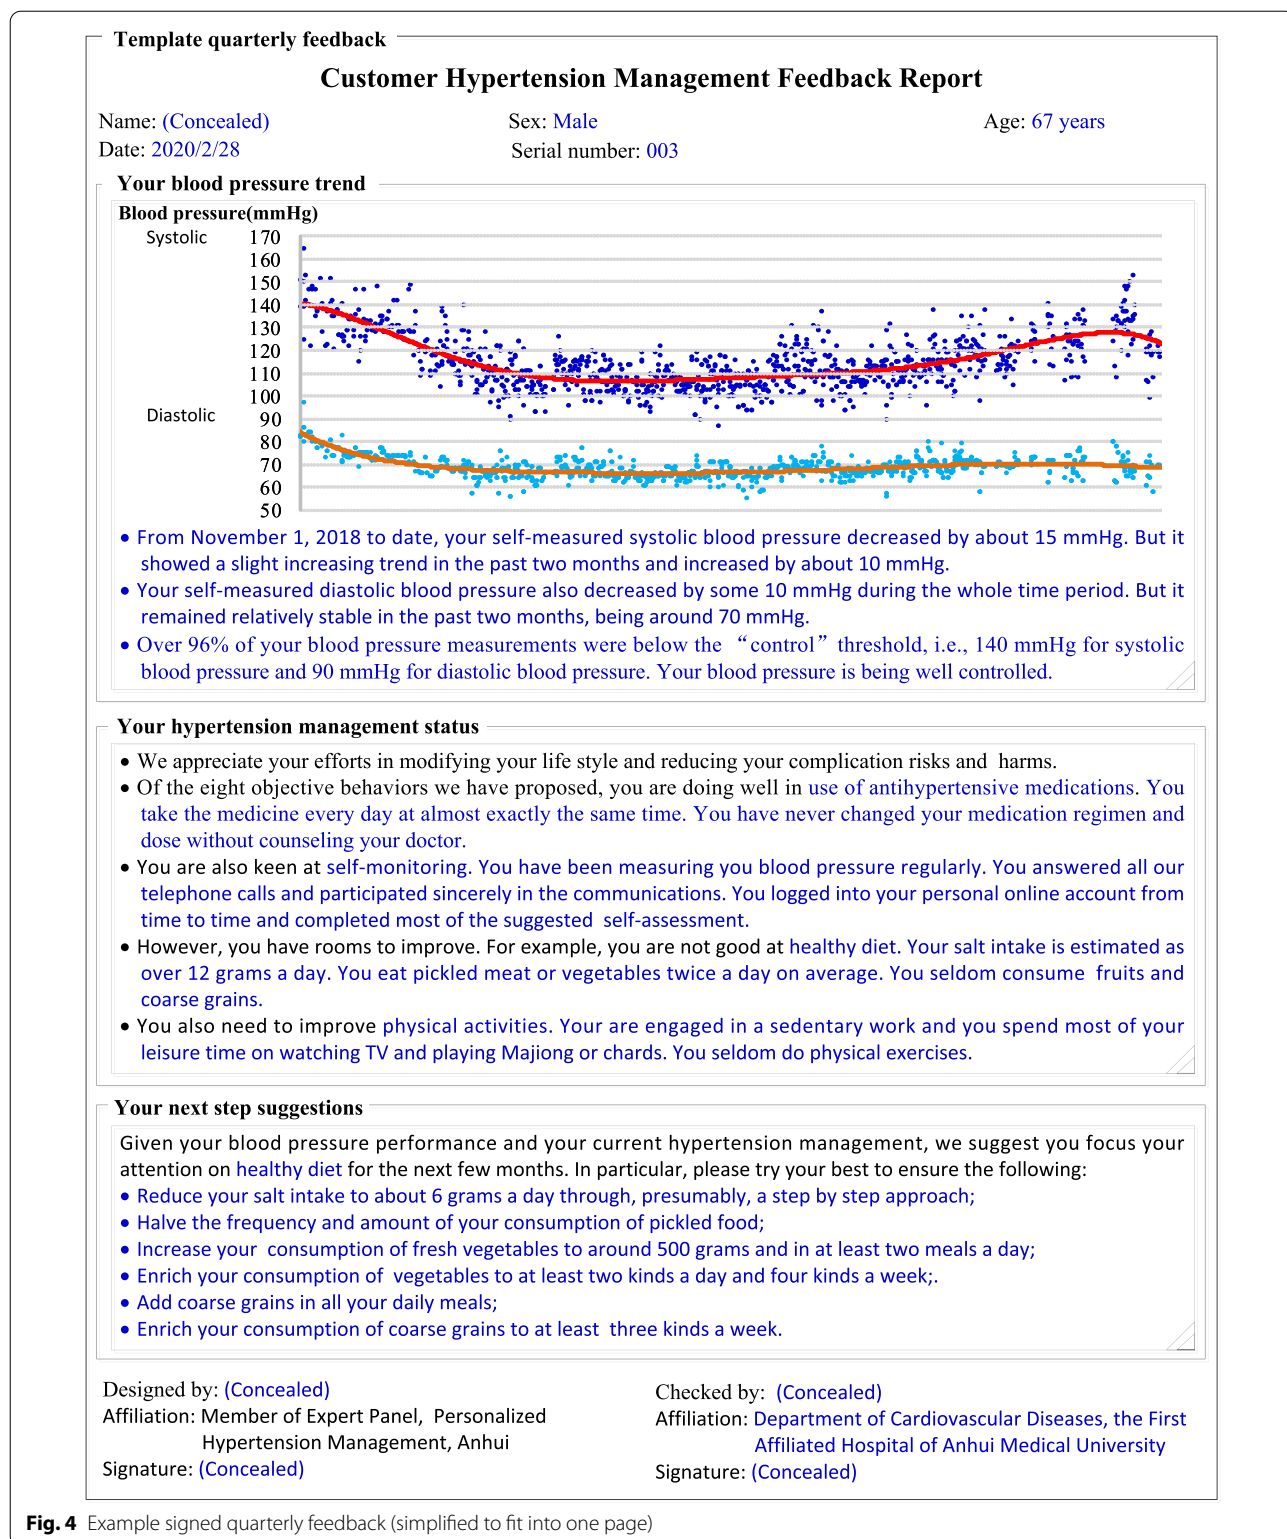 Template quarterly feedback
Customer Hypertension Management Feedback Report
Name: (Concealed) Sex: Male Age: 67 years
Date: 2020/2/28 Serial number: 003
Your blood pressure trend
Blood pressure(mmHg)
Systolic 170
160
150
140
130
120
110
100
Diastolic 90
80
70
60
50
• From November 1, 2018 to date, your self-measured systolic blood pressure decreased by about 15 mmHg. But it
showed a slight increasing trend in the past two months and increased by about 10 mmHg.
• Your self-measured diastolic blood pressure also decreased by some 10 mmHg during the whole time period. But it
remained relatively stable in the past two months, being around 70 mmHg.
• Over 96% of your blood pressure measurements were below the “control” threshold, i.e., 140 mmHg for systolic
blood pressure and 90 mmHg for diastolic blood pressure. Your blood pressure is being well controlled.
Your hypertension management status
• We appreciate your efforts in modifying your life style and reducing your complication risks and harms.
• Of the eight objective behaviors we have proposed, you are doing well in use of antihypertensive medications. You
take the medicine every day at almost exactly the same time. You have never changed your medication regimen and
dose without counseling your doctor.
• You are also keen at self-monitoring. You have been measuring you blood pressure regularly. You answered all our
telephone calls and participated sincerely in the communications. You logged into your personal online account from
time to time and completed most of the suggested self-assessment.
• However, you have rooms to improve. For example, you are not good at healthy diet. Your salt intake is estimated as
over 12 grams a day. You eat pickled meat or vegetables twice a day on average. You seldom consume fruits and
coarse grains.
• You also need to improve physical activities. Your are engaged in a sedentary work and you spend most of your
leisure time on watching TV and playing Majiong or chards. You seldom do physical exercises.
Your next step suggestions
Given your blood pressure performance and your current hypertension management, we suggest you focus your
attention on healthy diet for the next few months. In particular, please try your best to ensure the following:
• Reduce your salt intake to about 6 grams a day through, presumably, a step by step approach;
• Halve the frequency and amount of your consumption of pickled food;
• Increase your consumption of fresh vegetables to around 500 grams and in at least two meals a day;
• Enrich your consumption of vegetables to at least two kinds a day and four kinds a week;.
• Add coarse grains in all your daily meals;
• Enrich your consumption of coarse grains to at least three kinds a week.
Designed by: (Concealed) Checked by: (Concealed)
Affiliation: Member of Expert Panel, Personalized Affiliation: Department of Cardiovascular Diseases, the First
Hypertension Management, Anhui Affiliated Hospital of Anhui Medical University
Signature: (Concealed) Signature: (Concealed)
Fig. 4 Example signed quarterly feedback (simplified to fit into one page)